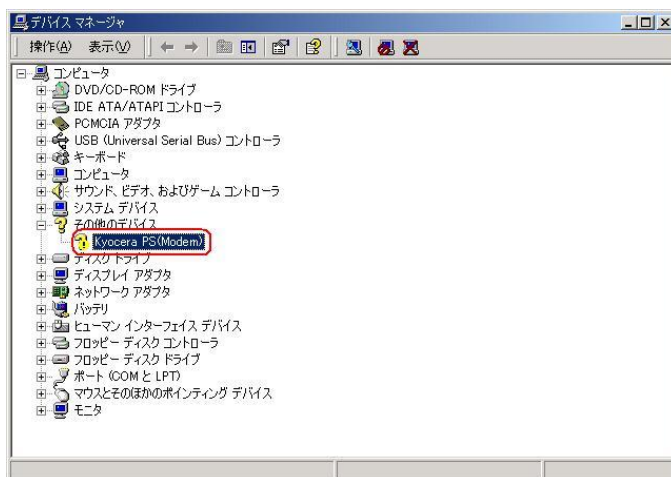 デバイス マネージャ
操作(A) 表示(V)
コンピュータ
DVD/CD-ROM ドライブ
IDE ATA/ATAPI コントローラ
PCMCIA アダプタ
USB (Universal Serial Bus) コントローラ
キーボード
コンピュータ
サウンド、ビデオ、およびゲーム コントローラ
システム デバイス
その他のデバイス
Kyocera PS(Modem)
ディスク ドライブ
ディスプレイ アダプタ
ネットワーク アダプタ
バッテリ
ヒューマン インターフェイス デバイス
フロッピー ディスク コントローラ
フロッピー ディスク ドライブ
ポート (COM と LPT)
マウスとそのほかのポインティング デバイス
モニタ